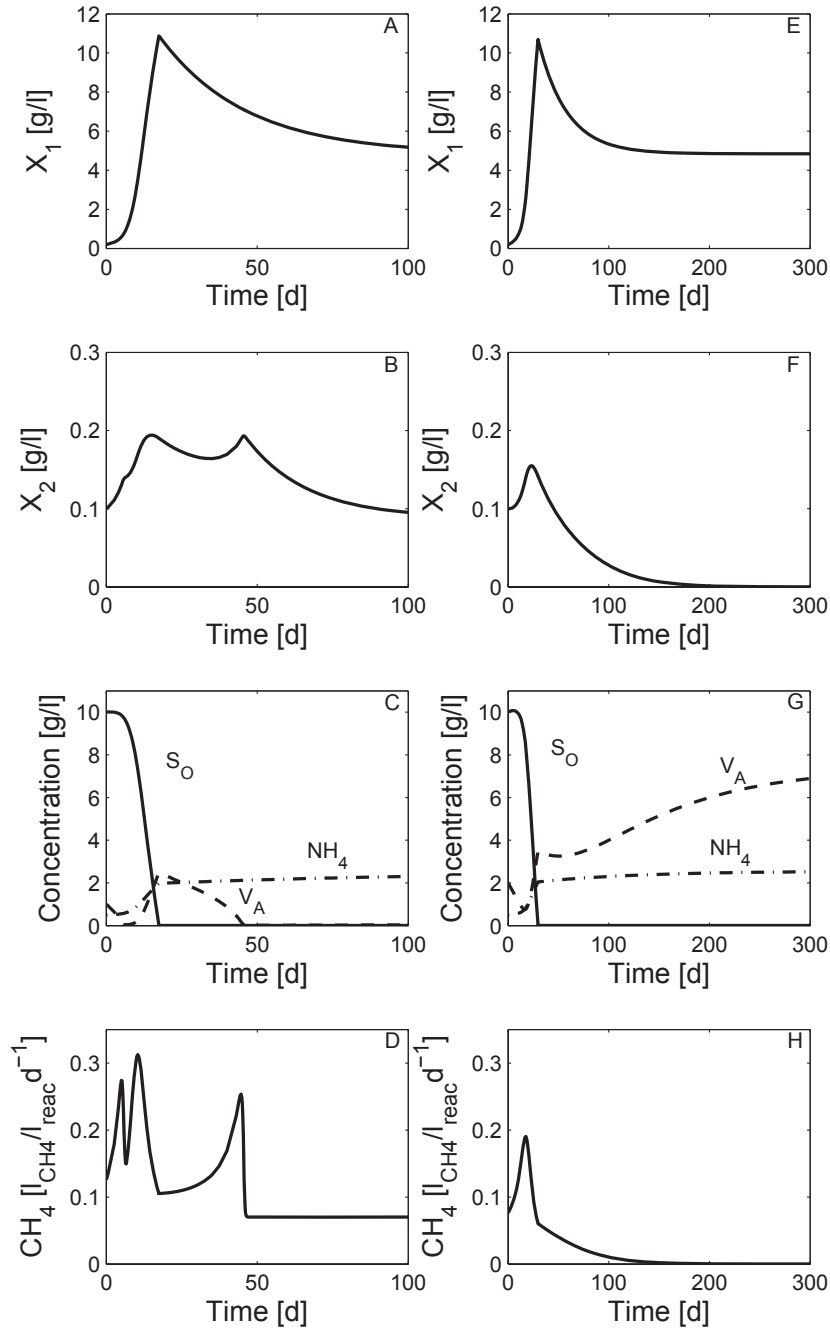 A
12
10
8
6
4
2
0
X1 [g/l]
0 50 100
Time [d]
E
12
10
8
6
4
2
0
X1 [g/l]
0 100 200 300
Time [d]
B
0.3
0.2
0.1
0
X2 [g/l]
0 50 100
Time [d]
F
0.3
0.2
0.1
0
X2 [g/l]
0 100 200 300
Time [d]
C
10
8
6
4
2
0
Concentration [g/l]
SO
NH4
VA
0 50 100
Time [d]
G
10
8
6
4
2
0
Concentration [g/l]
SO
VA
NH4
0 100 200 300
Time [d]
D
0.3
0.2
0.1
0
CH4 [lCH4/lreacd−1]
0 50 100
Time [d]
H
0.3
0.2
0.1
0
CH4 [lCH4/lreacd−1]
0 100 200 300
Time [d]